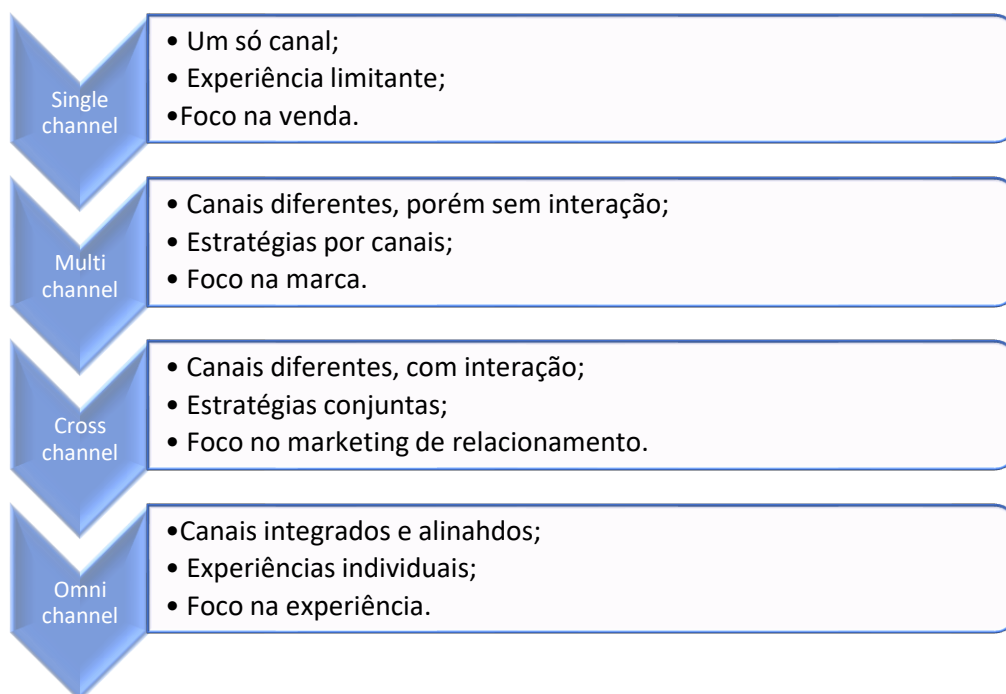 Single
channel
• Um só canal;
• Experiência limitante;
•Foco na venda.
Multi
channel
• Canais diferentes, porém sem interação;
• Estratégias por canais;
• Foco na marca.
Cross
channel
• Canais diferentes, com interação;
• Estratégias conjuntas;
• Foco no marketing de relacionamento.
Omni
channel
•Canais integrados e alinahdos;
• Experiências individuais;
• Foco na experiência.